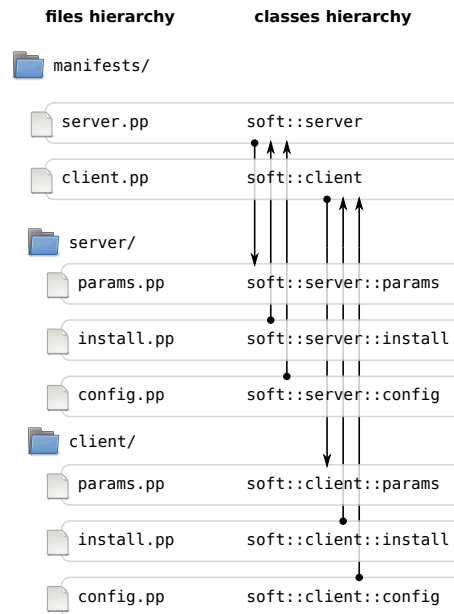 files hierarchy classes hierarchy
manifests/
server.pp soft::server
client.pp soft::client
server/
params.pp soft::server::params
install.pp soft::server::install
config.pp soft::server::config
client/
params.pp soft::client::params
install.pp soft::client::install
config.pp soft::client::config